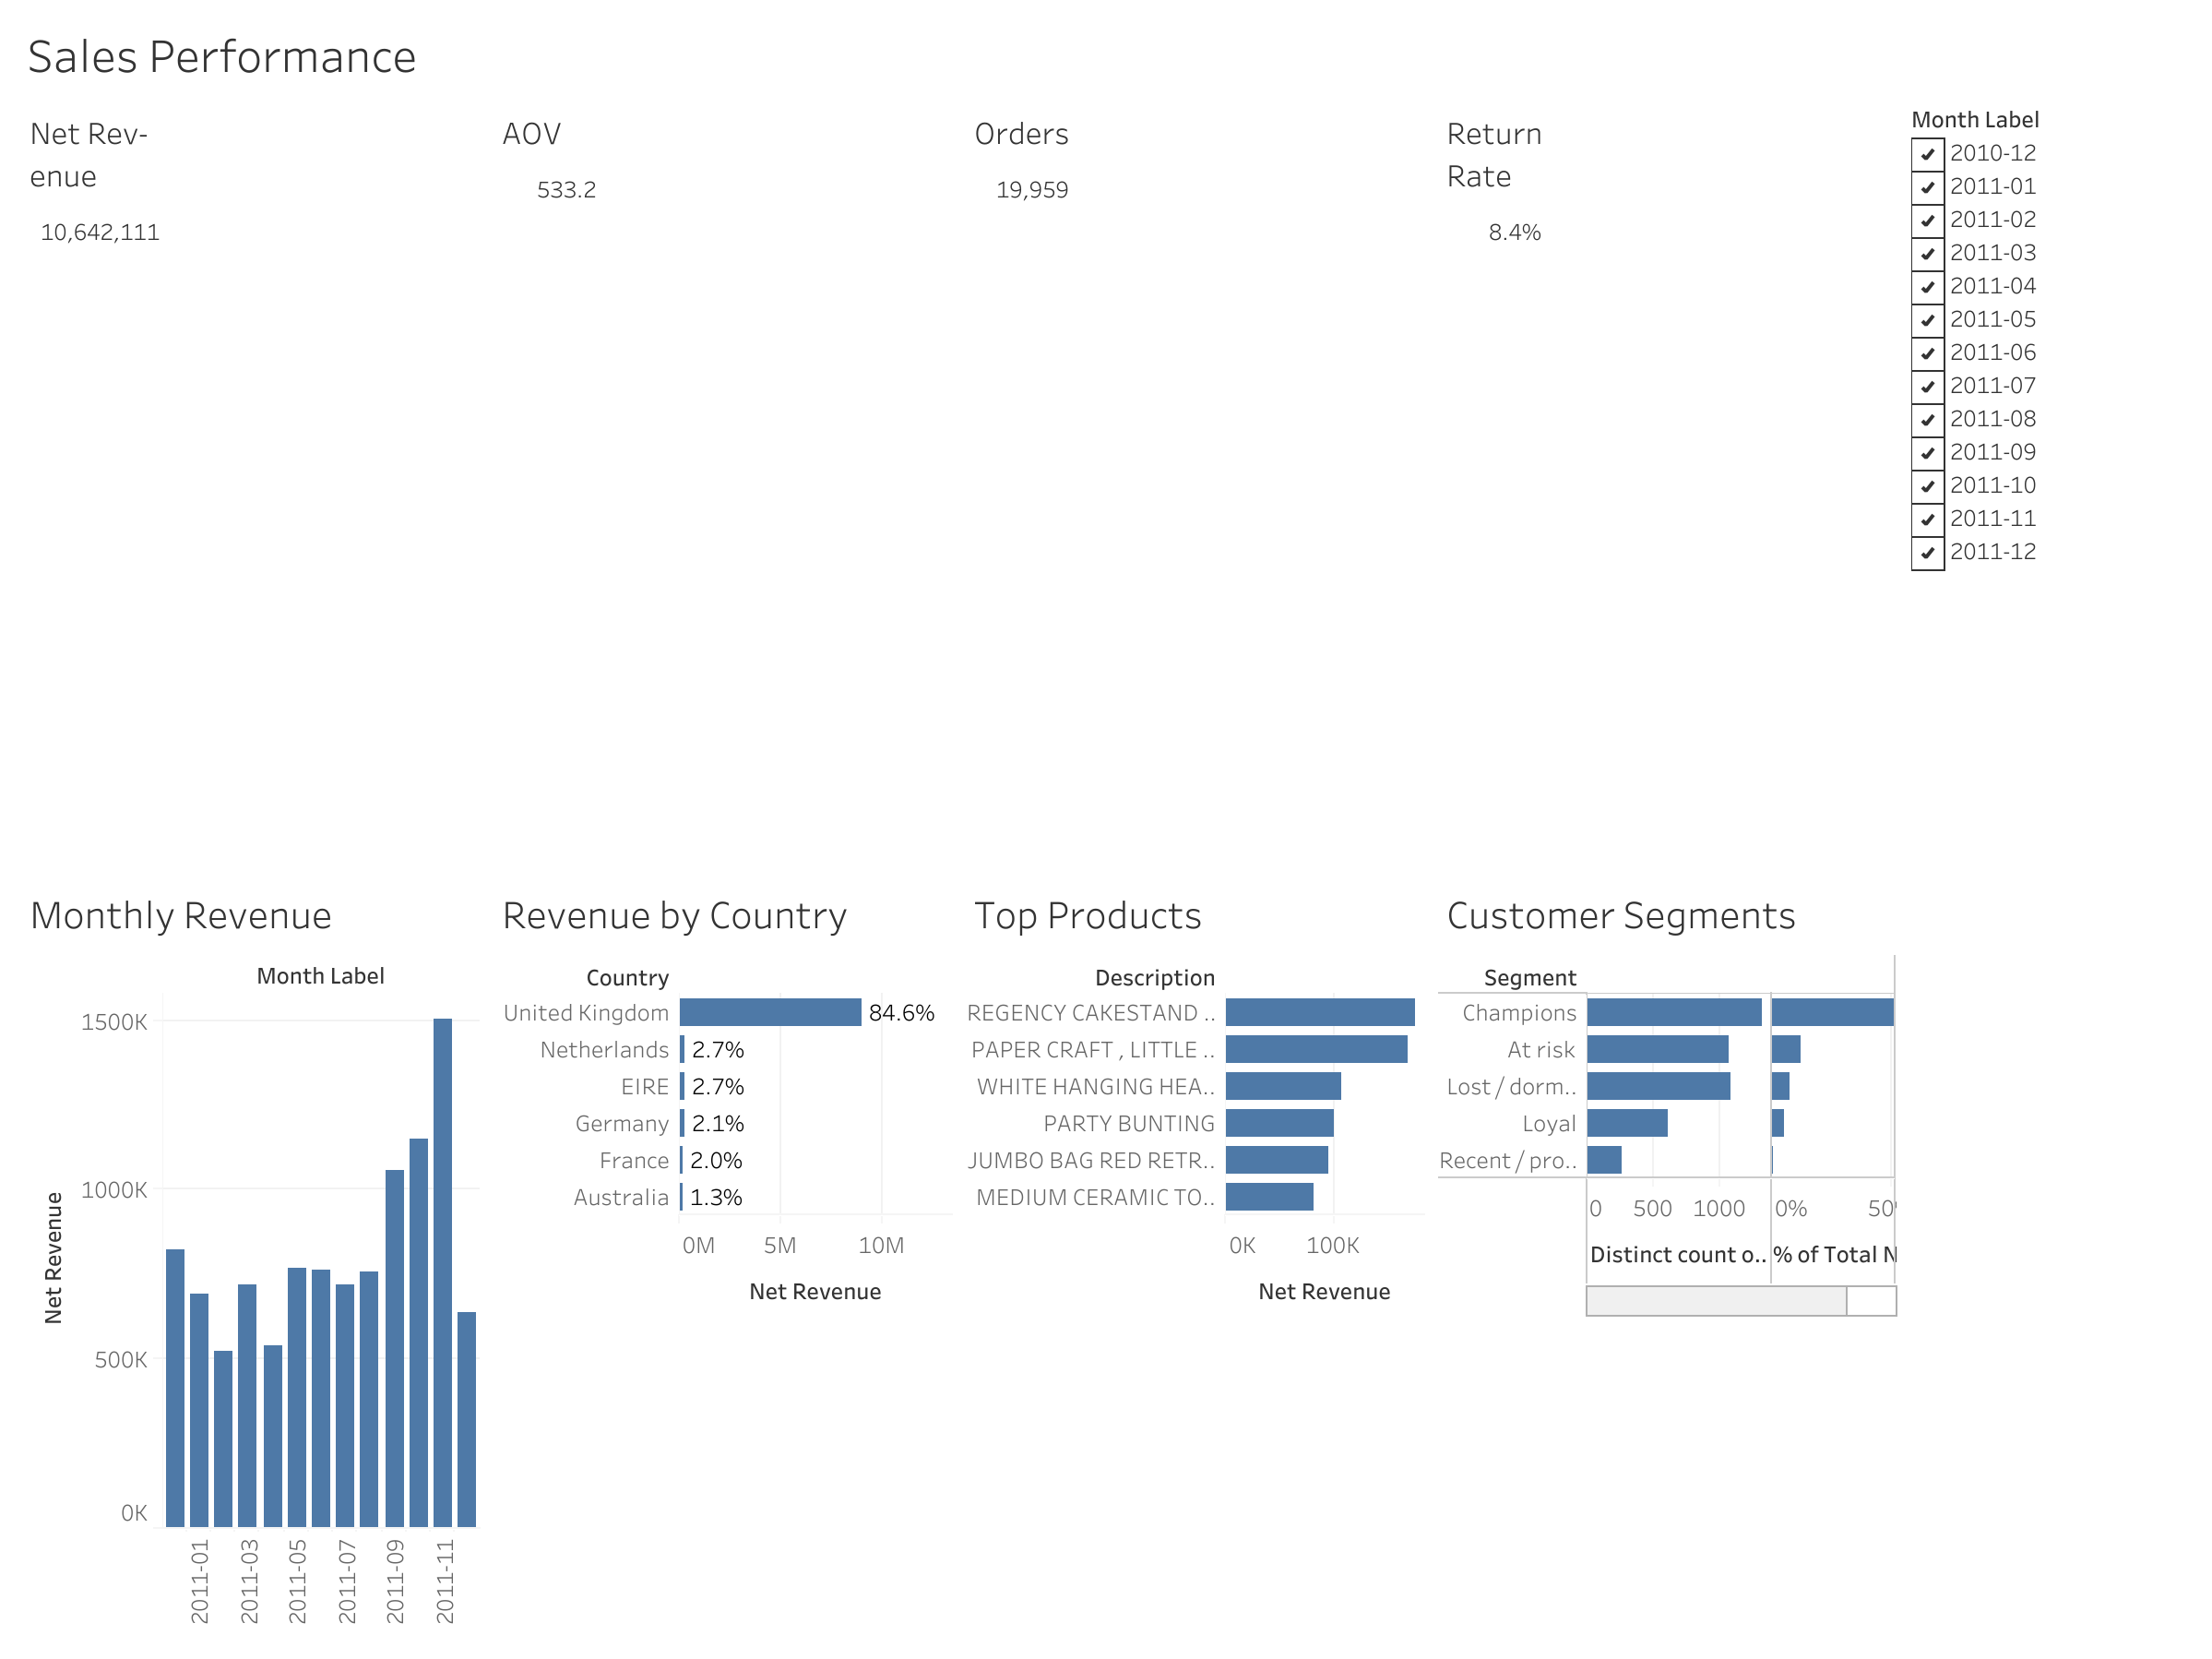 Sales Performance
Net Rev-
enue
10,642,111
AOV
533.2
Orders
19,959
Return
Rate
8.4%
Month Label
2010-12
2011-01
2011-02
2011-03
2011-04
2011-05
2011-06
2011-07
2011-08
2011-09
2011-10
2011-11
2011-12
Monthly Revenue
Month Label
Net Revenue
1500K
1000K
500K
0K
2011-01
2011-03
2011-05
2011-07
2011-09
2011-11
Revenue by Country
Country
United Kingdom 84.6%
Netherlands 2.7%
EIRE 2.7%
Germany 2.1%
France 2.0%
Australia 1.3%
0M 5M 10M
Net Revenue
Top Products
Description
REGENCY CAKESTAND ..
PAPER CRAFT , LITTLE ..
WHITE HANGING HEA..
PARTY BUNTING
JUMBO BAG RED RETR..
MEDIUM CERAMIC TO..
0K 100K
Net Revenue
Customer Segments
Segment
Champions
At risk
Lost / dorm..
Loyal
Recent / pro..
0 500 1000 0% 50
Distinct count o.. % of Total N